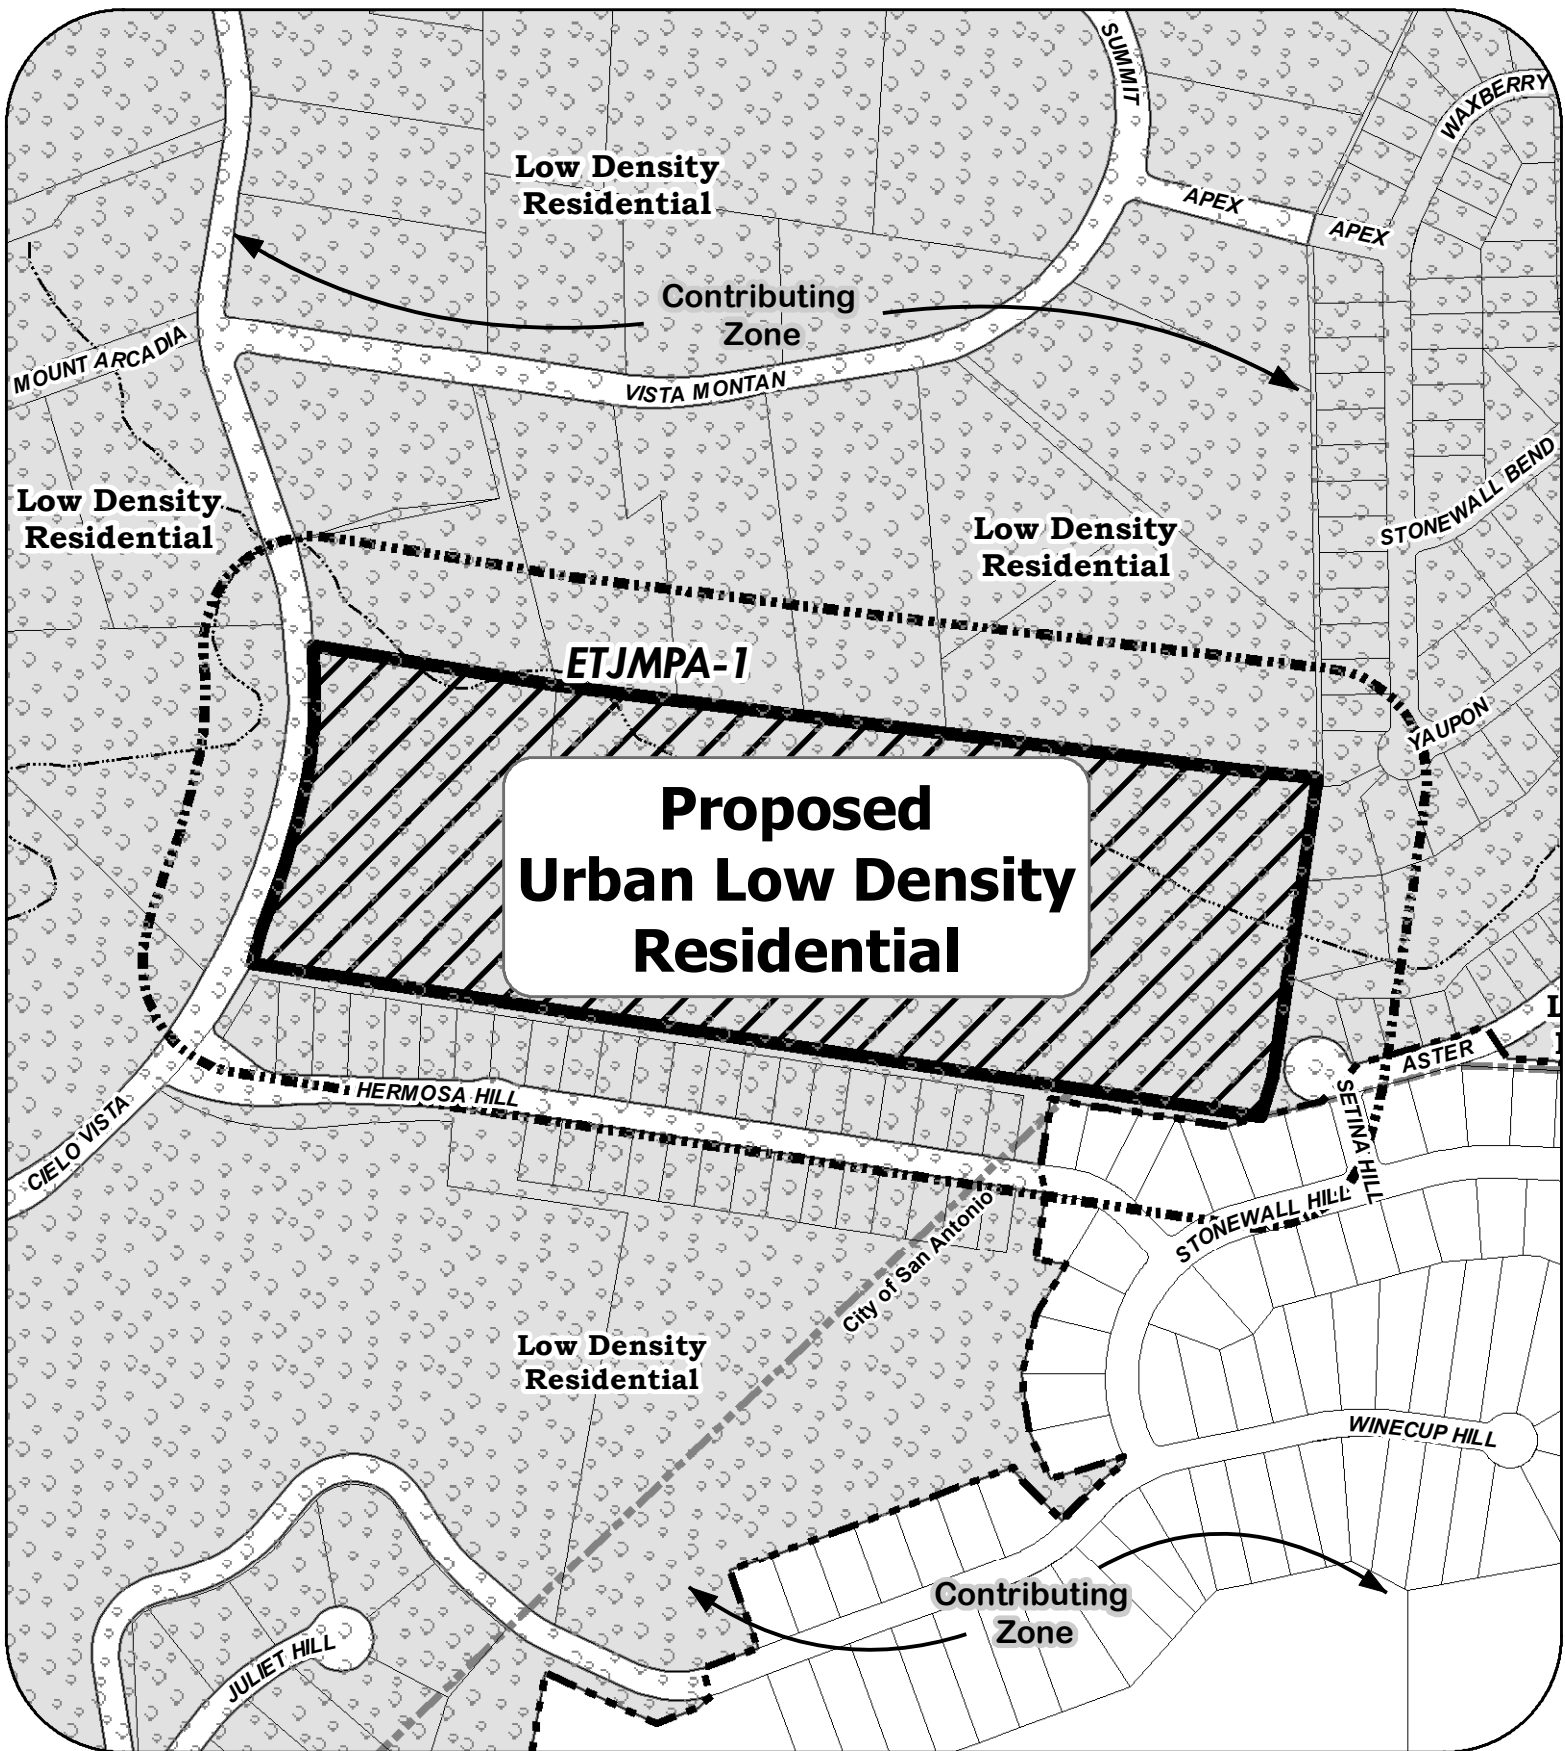 SUMMIT
WAXBERRY
Low Density
Residential
APEX
APEX
Contributing
Zone
MOUNT ARCADIA
VISTA MONTAN
STONEWALL BEND
Low Density
Residential
Low Density
Residential
ETJMPA-1
YAUPON
Proposed
Urban Low Density
Residential
ASTER
HERMOSA HILL
SETINA HILL
CIELO VISTA
STONEWALL HILL
City of San Antonio
Low Density
Residential
WINECUP HILL
Contributing
Zone
JULIET HILL